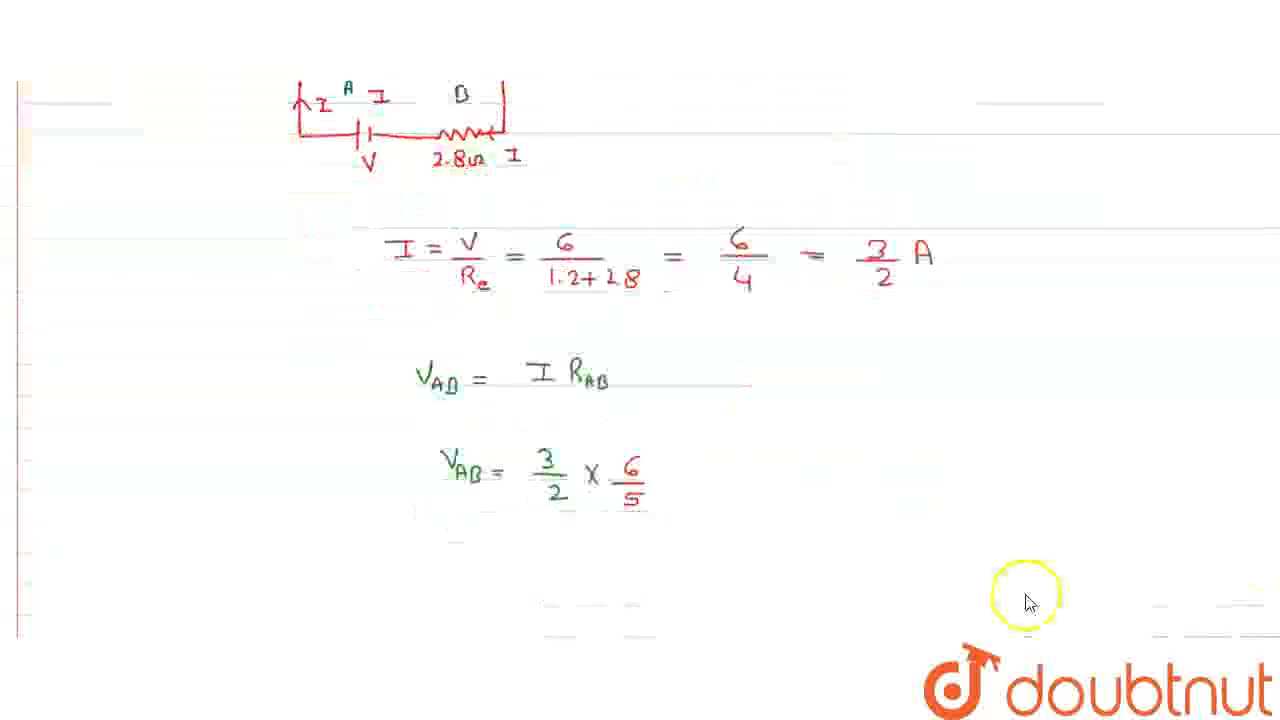 A I B
I
V 2.8Ω I
I = V/Re = 6/1.2+2.8 = 6/4 = 3/2 A
VAB = I RAB
VAB = 3/2 × 6/5
doubtnut